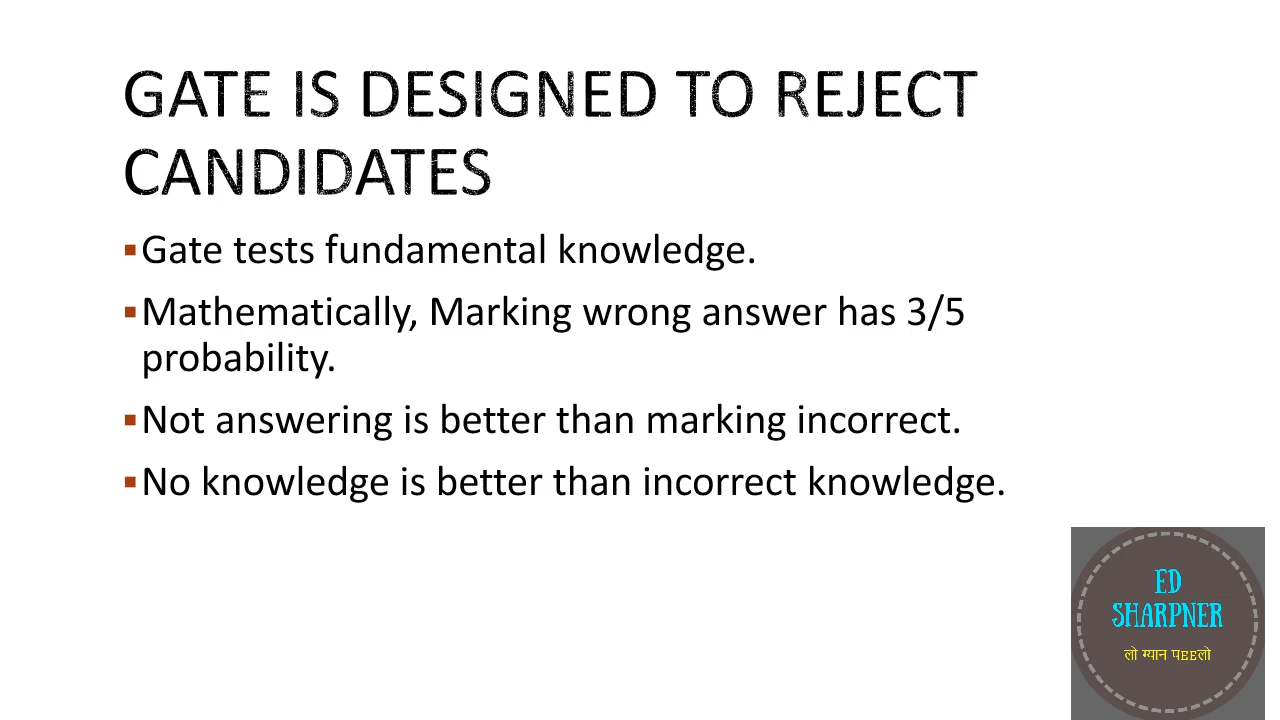 GATE IS DESIGNED TO REJECT
CANDIDATES
▪Gate tests fundamental knowledge.
▪Mathematically, Marking wrong answer has 3/5
probability.
▪Not answering is better than marking incorrect.
▪No knowledge is better than incorrect knowledge.
ED
SHARPNER
लो ग्यान पEEलो